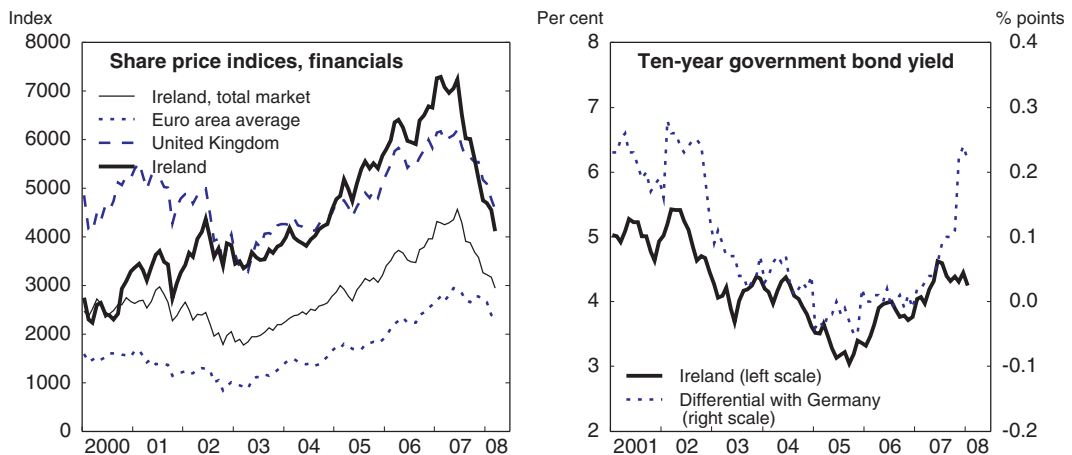 Index
8000
Share price indices, financials
7000
Ireland, total market
Euro area average
6000
United Kingdom
Ireland
5000
4000
3000
2000
1000
0
2000 01 02 03 04 05 06 07 08
Per cent
% points
8
0.4
Ten-year government bond yield
7
0.3
6
0.2
5
0.1
4
0.0
3
-0.1
Ireland (left scale)
Differential with Germany
(right scale)
2
-0.2
2001 02 03 04 05 06 07 08